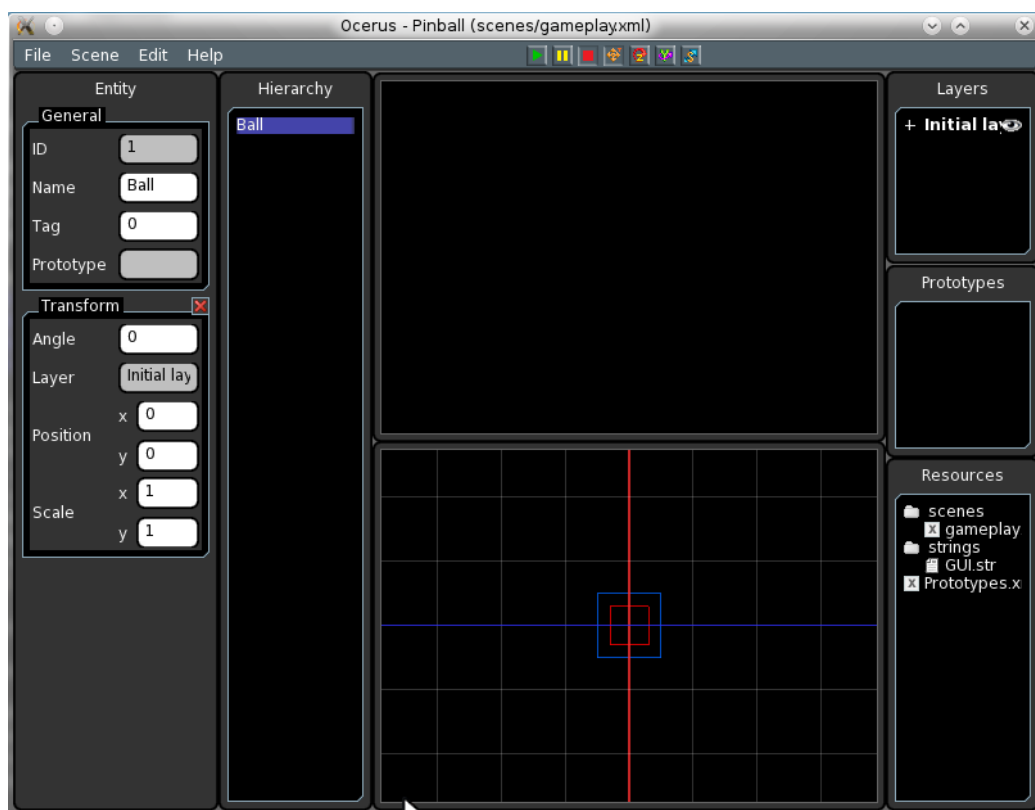 Ocerus - Pinball (scenes/gameplay.xml)
File Scene Edit Help
Entity
General
ID 1
Name Ball
Tag 0
Prototype
Transform
Angle 0
Layer Initial lay
Position
x 0
y 0
Scale
x 1
y 1
Hierarchy
Ball
Layers
+ Initial lay
Prototypes
Resources
scenes
gameplay
strings
GUI.str
Prototypes.x